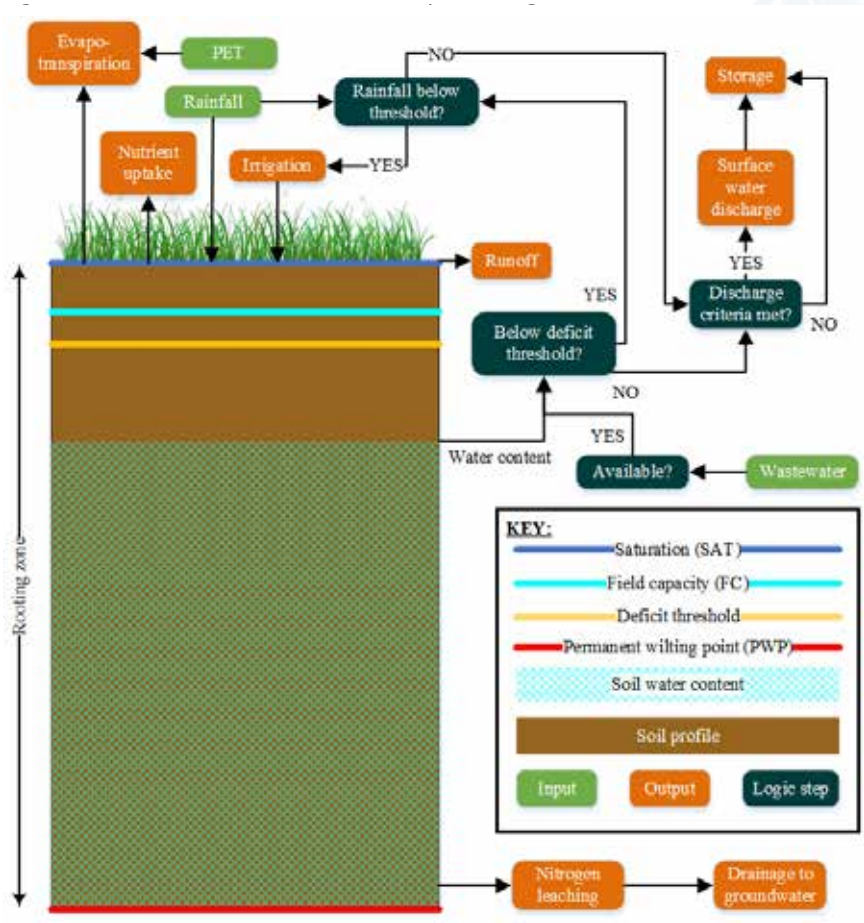 Evapo-
transpiration
PET
NO
Rainfall
Rainfall below
threshold?
Storage
Nutrient
uptake
Irrigation
YES
Surface
water
discharge
Runoff
YES
YES
Discharge
criteria met?
NO
Below deficit
threshold?
NO
YES
Water content
Available?
Wastewater
Rooting zone
KEY:
Saturation (SAT)
Field capacity (FC)
Deficit threshold
Permanent wilting point (PWP)
Soil water content
Soil profile
Input
Output
Logic step
Nitrogen
leaching
Drainage to
groundwater